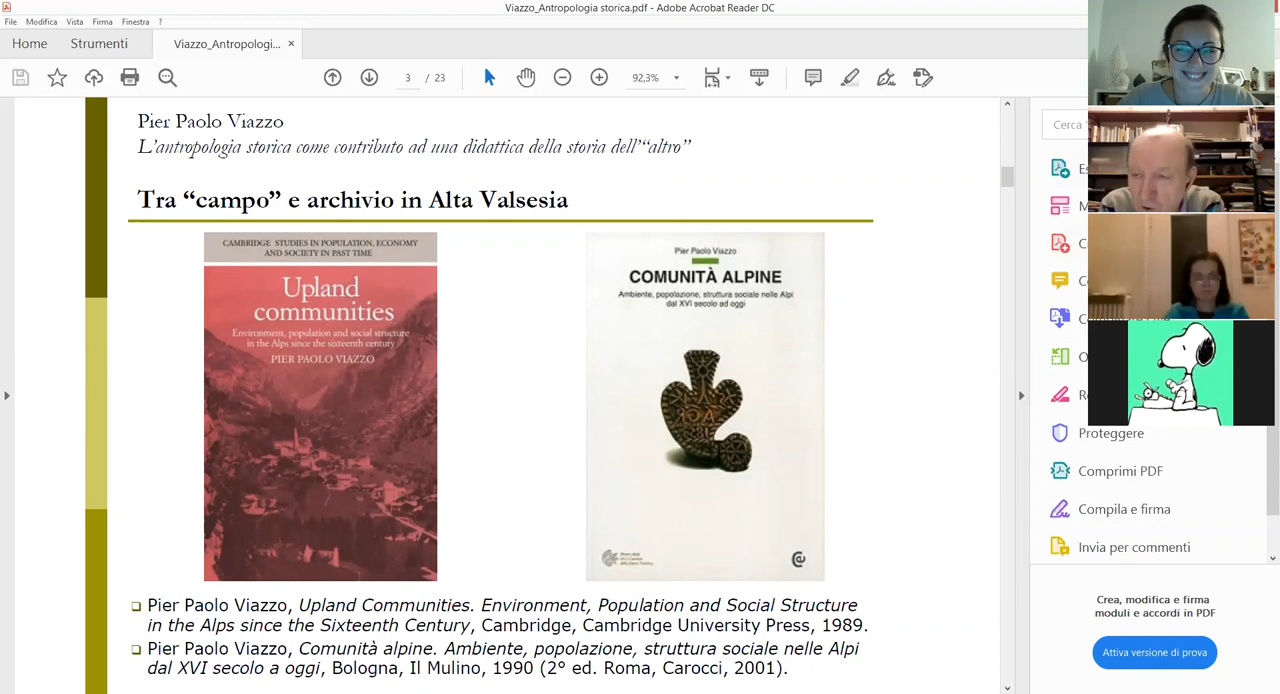 Viazzo_Antropologia storica.pdf - Adobe Acrobat Reader DC
File Modifica Vista Firma Finestra ?
Home Strumenti Viazzo_Antropologi... ×
3 / 23 92,3%
Cerca
Pier Paolo Viazzo
L’antropologia storica come contributo ad una didattica della storia dell’“altro”
Tra “campo” e archivio in Alta Valsesia
CAMBRIDGE STUDIES IN POPULATION, ECONOMY
AND SOCIETY IN PAST TIME
Upland
communities
Environment, population and social structure
in the Alps since the sixteenth century
PIER PAOLO VIAZZO
Pier Paolo Viazzo
COMUNITÀ ALPINE
Ambiente, popolazione, struttura sociale nelle Alpi
dal XVI secolo ad oggi
❑ Pier Paolo Viazzo, Upland Communities. Environment, Population and Social Structure
in the Alps since the Sixteenth Century, Cambridge, Cambridge University Press, 1989.
❑ Pier Paolo Viazzo, Comunità alpine. Ambiente, popolazione, struttura sociale nelle Alpi
dal XVI secolo a oggi, Bologna, Il Mulino, 1990 (2° ed. Roma, Carocci, 2001).
Proteggere
Comprimi PDF
Compila e firma
Invia per commenti
Crea, modifica e firma
moduli e accordi in PDF
Attiva versione di prova